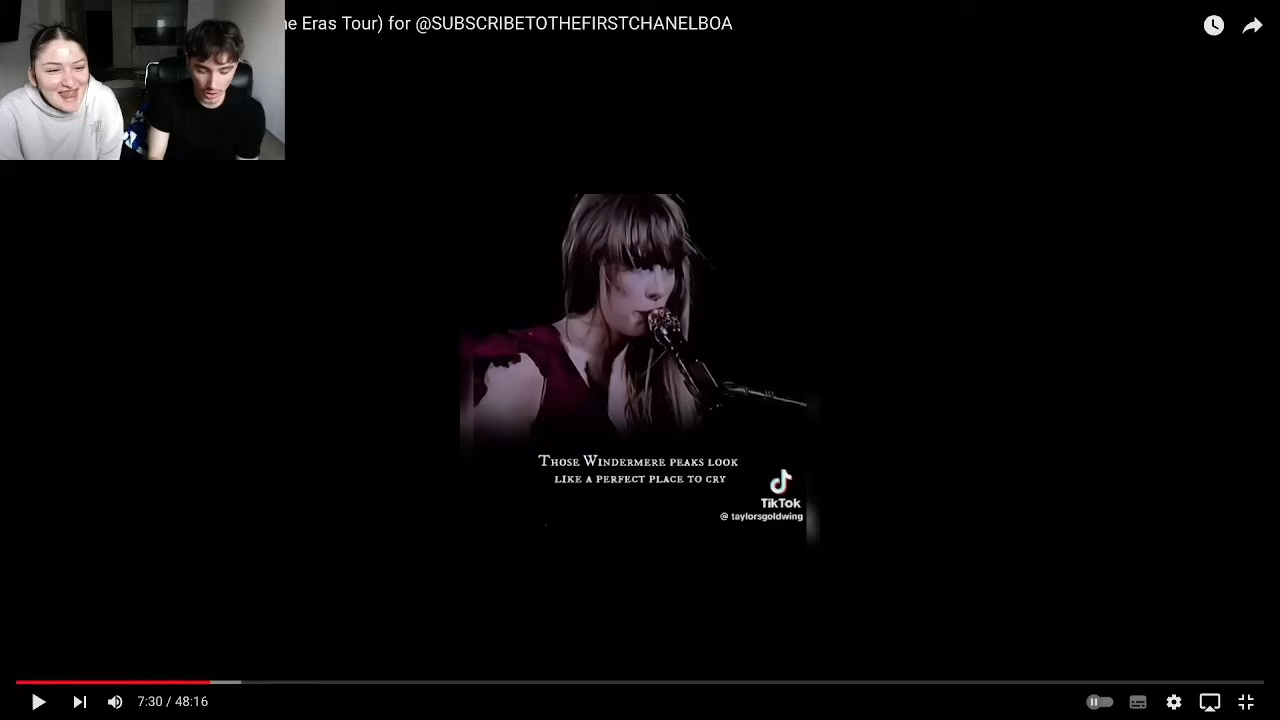 ne Eras Tour) for @SUBSCRIBETOTHEFIRSTCHANELBOA
Those Windermere peaks look
like a perfect place to cry
TikTok
@ taylorsgoldwing
7:30 / 48:16